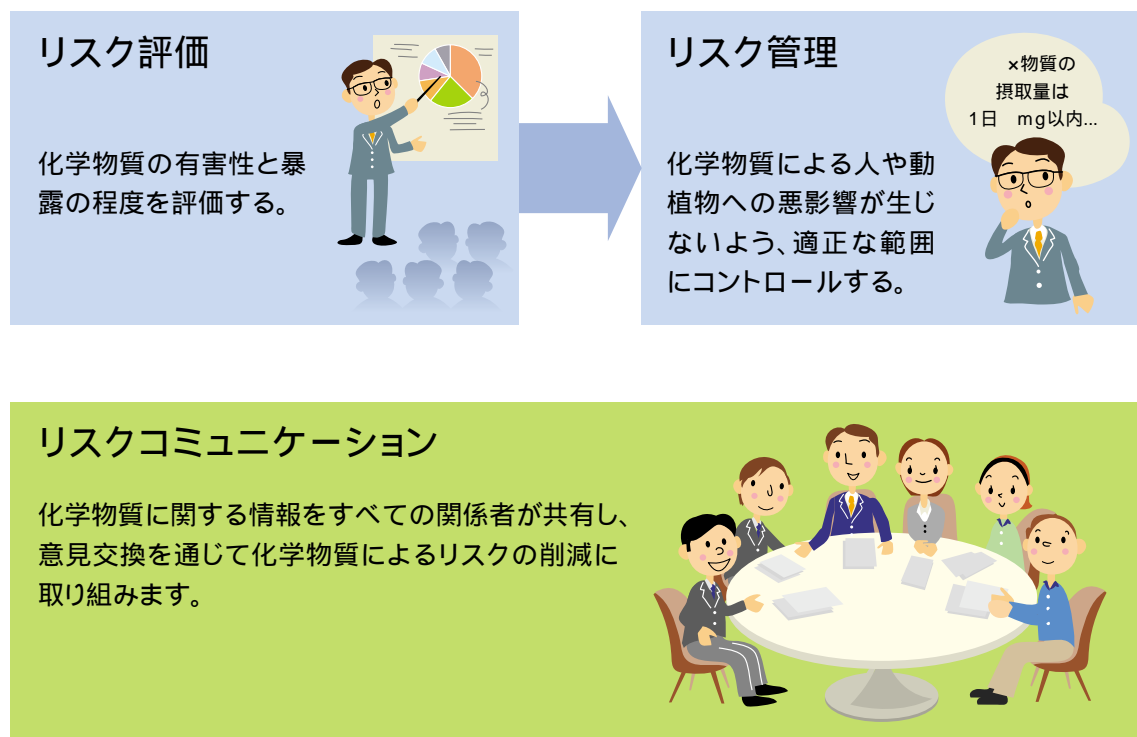 リスク評価
化学物質の有害性と暴
露の程度を評価する。
リスク管理
×物質の
摂取量は
1日　mg以内...
化学物質による人や動
植物への悪影響が生じ
ないよう、適正な範囲
にコントロールする。
リスクコミュニケーション
化学物質に関する情報をすべての関係者が共有し、
意見交換を通じて化学物質によるリスクの削減に
取り組みます。